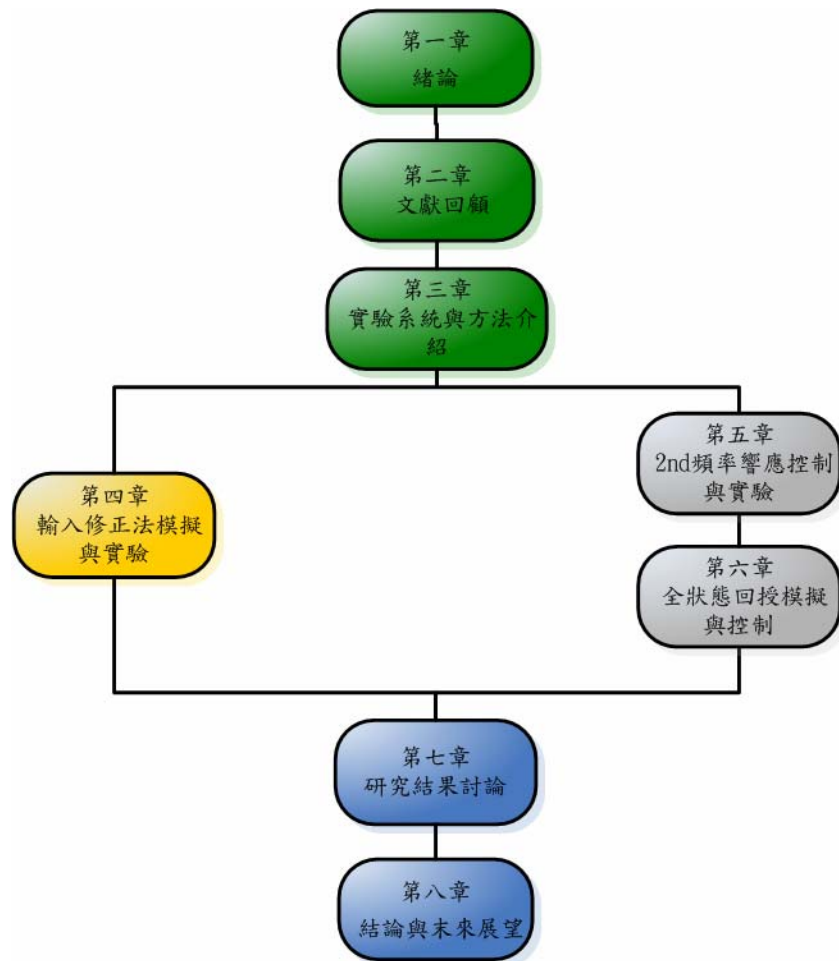 第一章
緒論
第二章
文獻回顧
第三章
實驗系統與方法介
紹
第四章
輸入修正法模擬
與實驗
第五章
2nd頻率響應控制
與實驗
第六章
全狀態回授模擬
與控制
第七章
研究結果討論
第八章
結論與未來展望